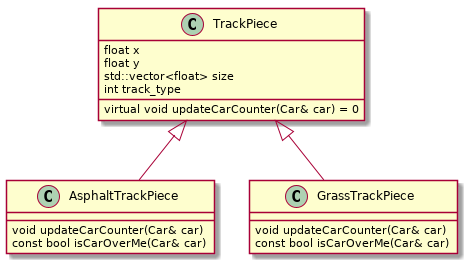 C TrackPiece
float x
float y
std::vector<float> size
int track_type
virtual void updateCarCounter(Car& car) = 0
C AsphaltTrackPiece
void updateCarCounter(Car& car)
const bool isCarOverMe(Car& car)
C GrassTrackPiece
void updateCarCounter(Car& car)
const bool isCarOverMe(Car& car)